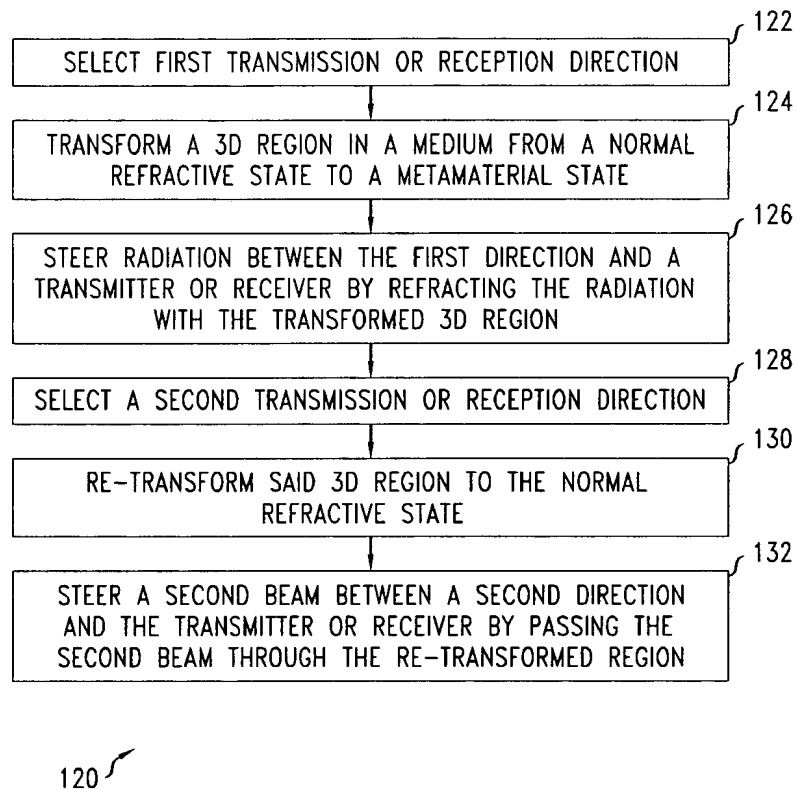 122
SELECT FIRST TRANSMISSION OR RECEPTION DIRECTION
124
TRANSFORM A 3D REGION IN A MEDIUM FROM A NORMAL
REFRACTIVE STATE TO A METAMATERIAL STATE
126
STEER RADIATION BETWEEN THE FIRST DIRECTION AND A
TRANSMITTER OR RECEIVER BY REFRACTING THE RADIATION
WITH THE TRANSFORMED 3D REGION
128
SELECT A SECOND TRANSMISSION OR RECEPTION DIRECTION
130
RE-TRANSFORM SAID 3D REGION TO THE NORMAL
REFRACTIVE STATE
132
STEER A SECOND BEAM BETWEEN A SECOND DIRECTION
AND THE TRANSMITTER OR RECEIVER BY PASSING THE
SECOND BEAM THROUGH THE RE-TRANSFORMED REGION
120